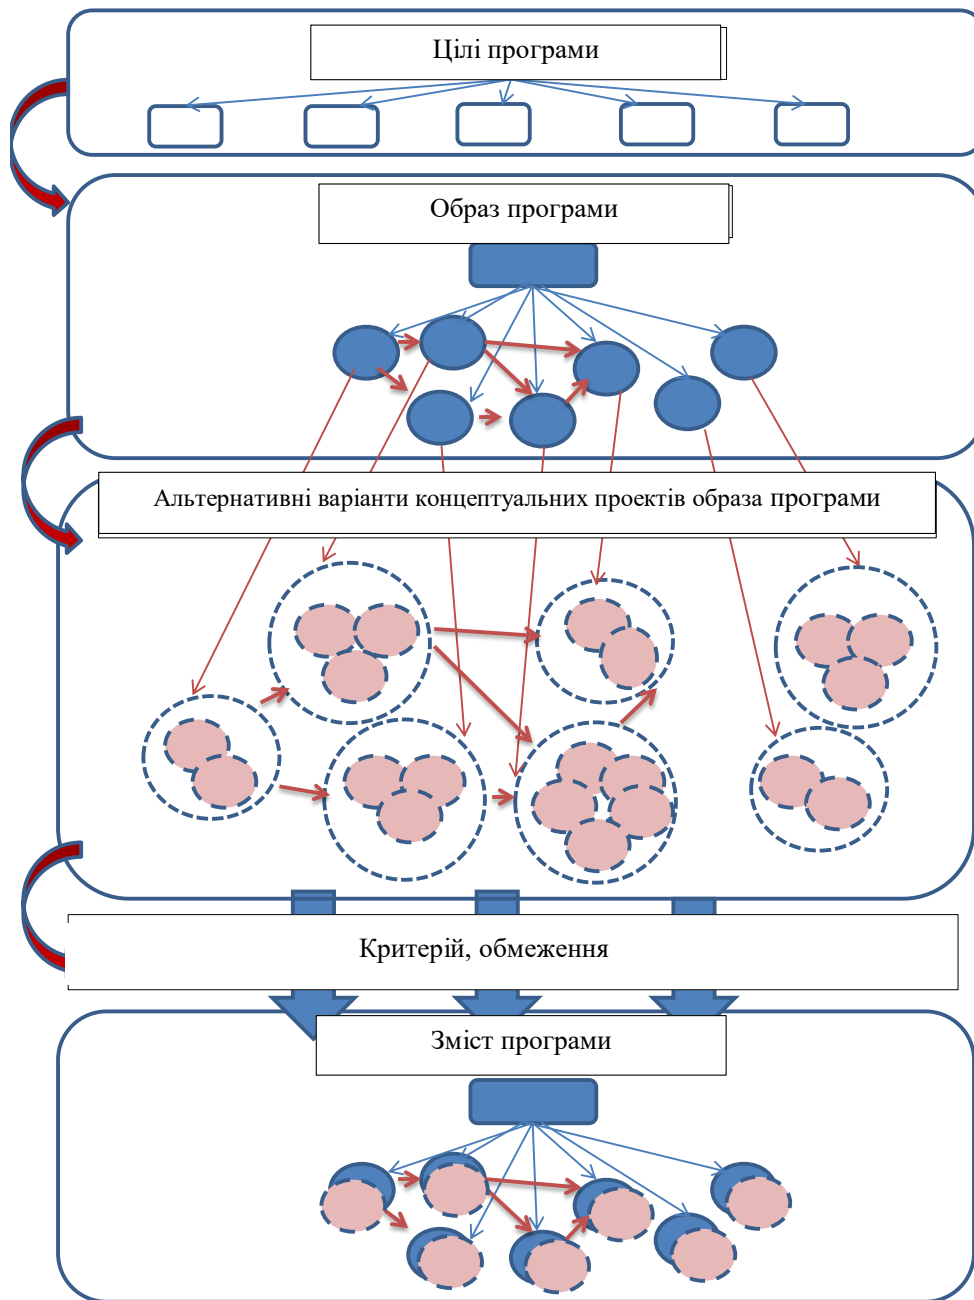 Цілі програми
Образ програми
Альтернативні варіанти концептуальних проектів образа програми
Критерій, обмеження
Зміст програми